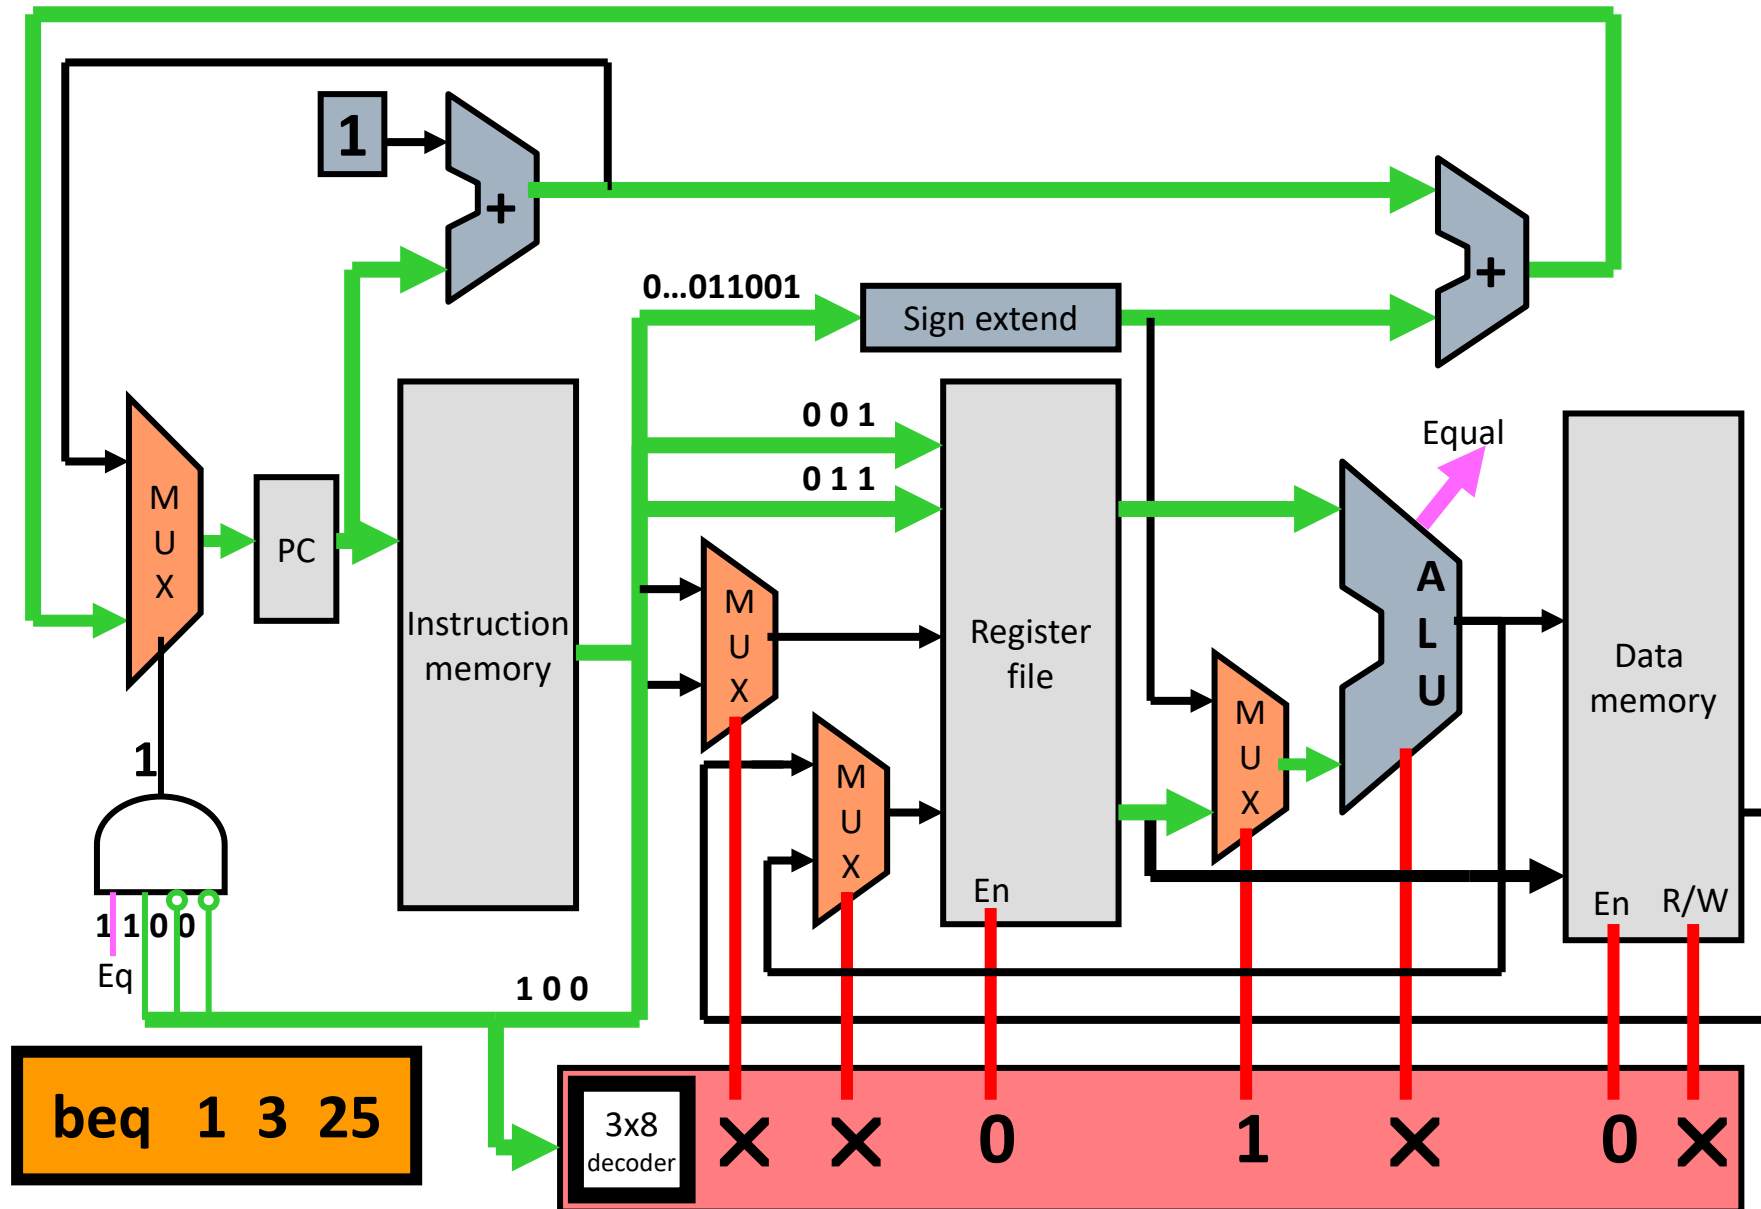 1
+
+
0...011001
Sign extend
0 0 1
0 1 1
Equal
M
U
X
PC
Instruction
memory
M
U
X
Register
file
En
A
L
U
M
U
X
M
U
X
Data
memory
En
R/W
1
1 1 0 0
Eq
1 0 0
beq 1 3 25
3x8
decoder
X X 0 1 X 0 X